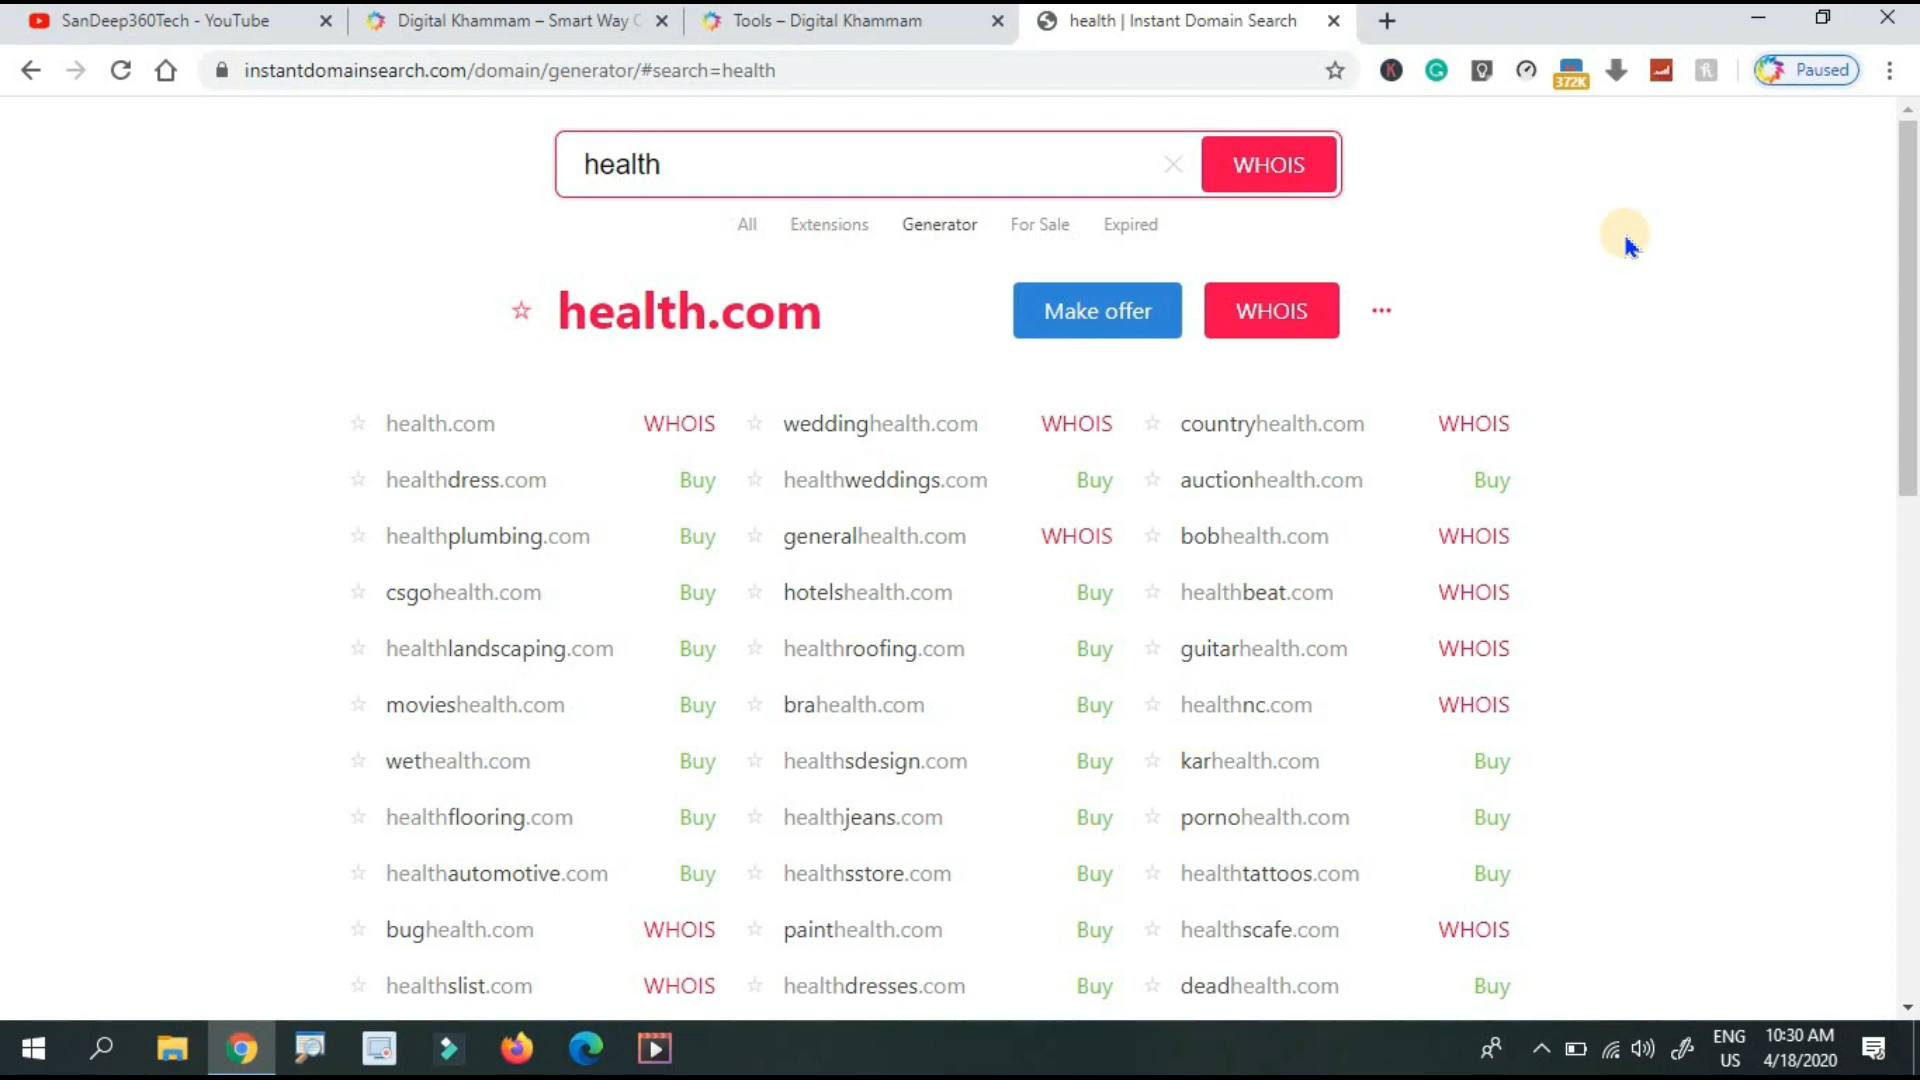 SanDeep360Tech - YouTube
Digital Khammam – Smart Way
Tools – Digital Khammam
health | Instant Domain Search
instantdomainsearch.com/domain/generator/#search=health
372K
Paused
health
WHOIS
All Extensions Generator For Sale Expired
health.com Make offer WHOIS
health.com WHOIS weddinghealth.com WHOIS countryhealth.com WHOIS
healthdress.com Buy healthweddings.com Buy auctionhealth.com Buy
healthplumbing.com Buy generalhealth.com WHOIS bobhealth.com WHOIS
csgohealth.com Buy hotelshealth.com Buy healthbeat.com WHOIS
healthlandscaping.com Buy healthroofing.com Buy guitarhealth.com WHOIS
movieshealth.com Buy brahealth.com Buy healthnc.com WHOIS
wethealth.com Buy healthsdesign.com Buy karhealth.com Buy
healthflooring.com Buy healthjeans.com Buy pornohealth.com Buy
healthautomotive.com Buy healthsstore.com Buy healthtattoos.com Buy
bughealth.com WHOIS painthealth.com Buy healthscafe.com WHOIS
healthslist.com WHOIS healthdresses.com Buy deadhealth.com Buy
ENG 10:30 AM
US 4/18/2020